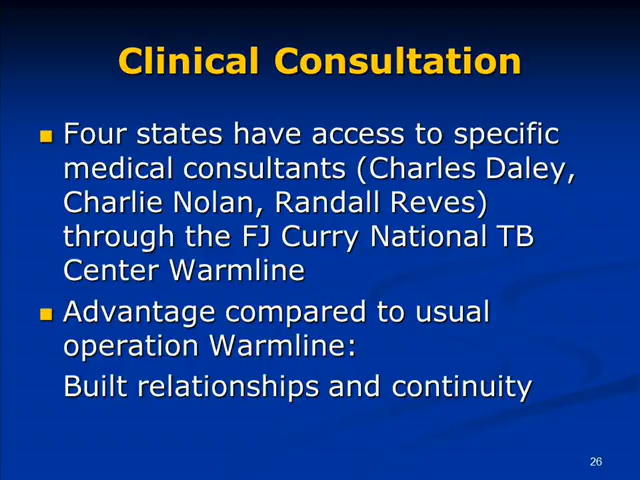 Clinical Consultation
Four states have access to specific
medical consultants (Charles Daley,
Charlie Nolan, Randall Reves)
through the FJ Curry National TB
Center Warmline
Advantage compared to usual
operation Warmline:
Built relationships and continuity
26